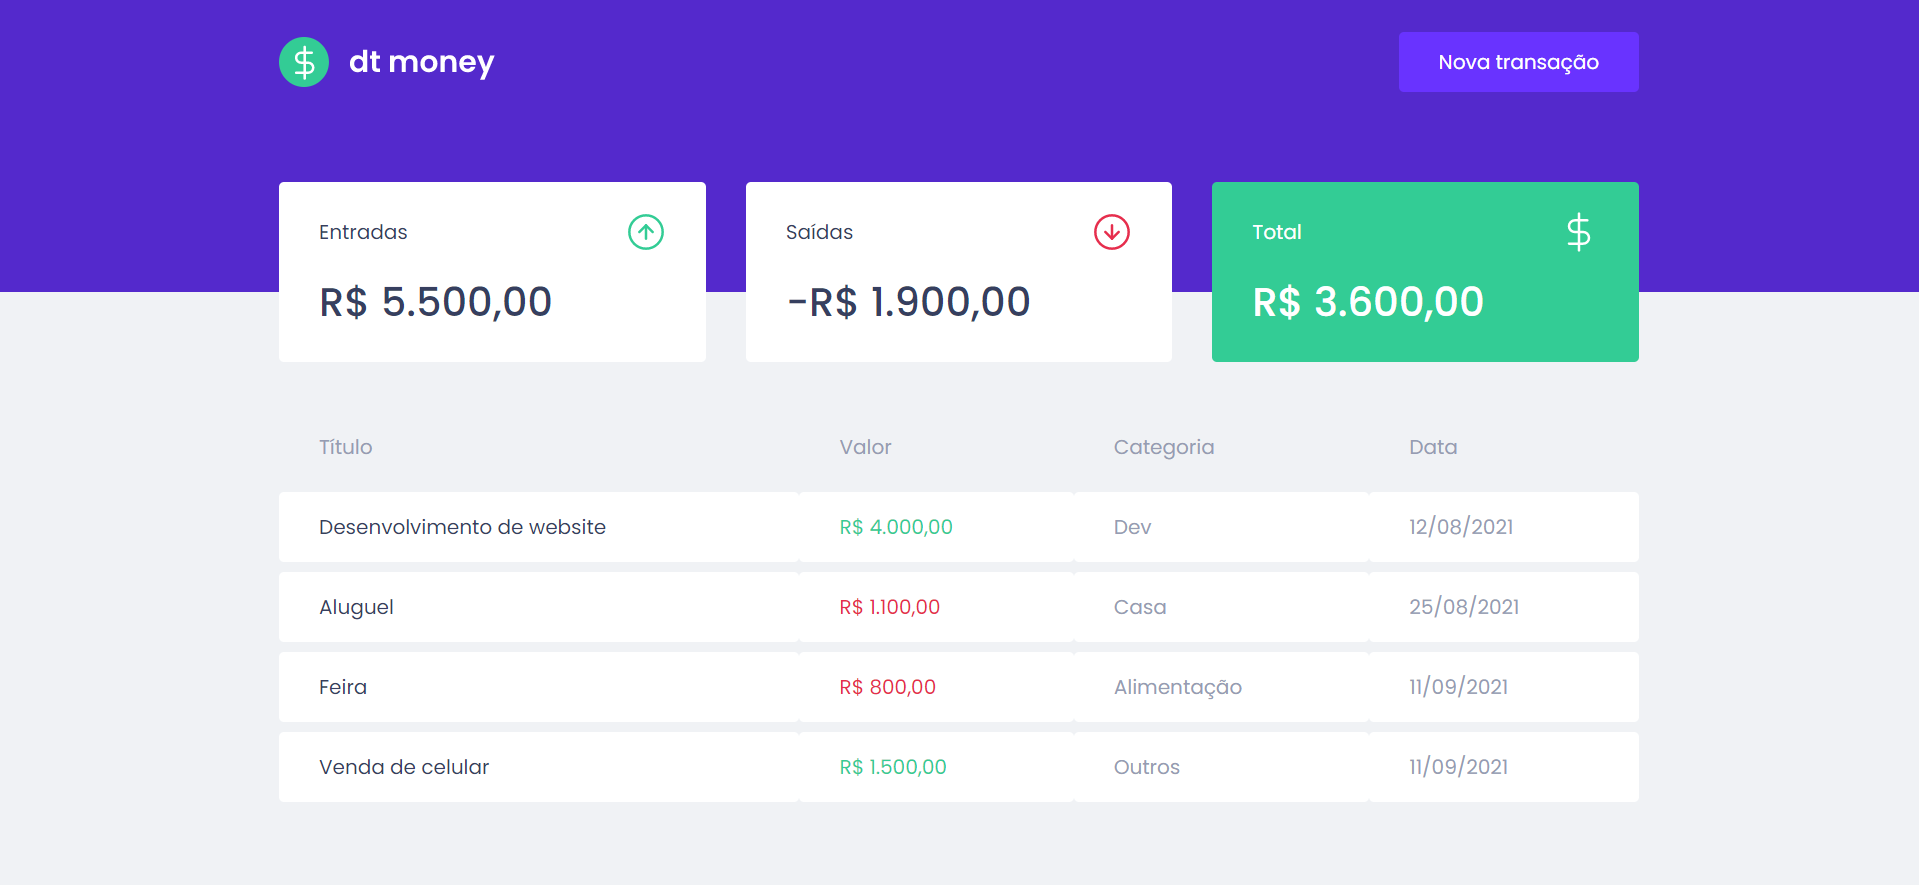 dt money
Nova transação
Entradas
R$ 5.500,00
Saídas
-R$ 1.900,00
Total
R$ 3.600,00
Título Valor Categoria Data
Desenvolvimento de website R$ 4.000,00 Dev 12/08/2021
Aluguel R$ 1.100,00 Casa 25/08/2021
Feira R$ 800,00 Alimentação 11/09/2021
Venda de celular R$ 1.500,00 Outros 11/09/2021